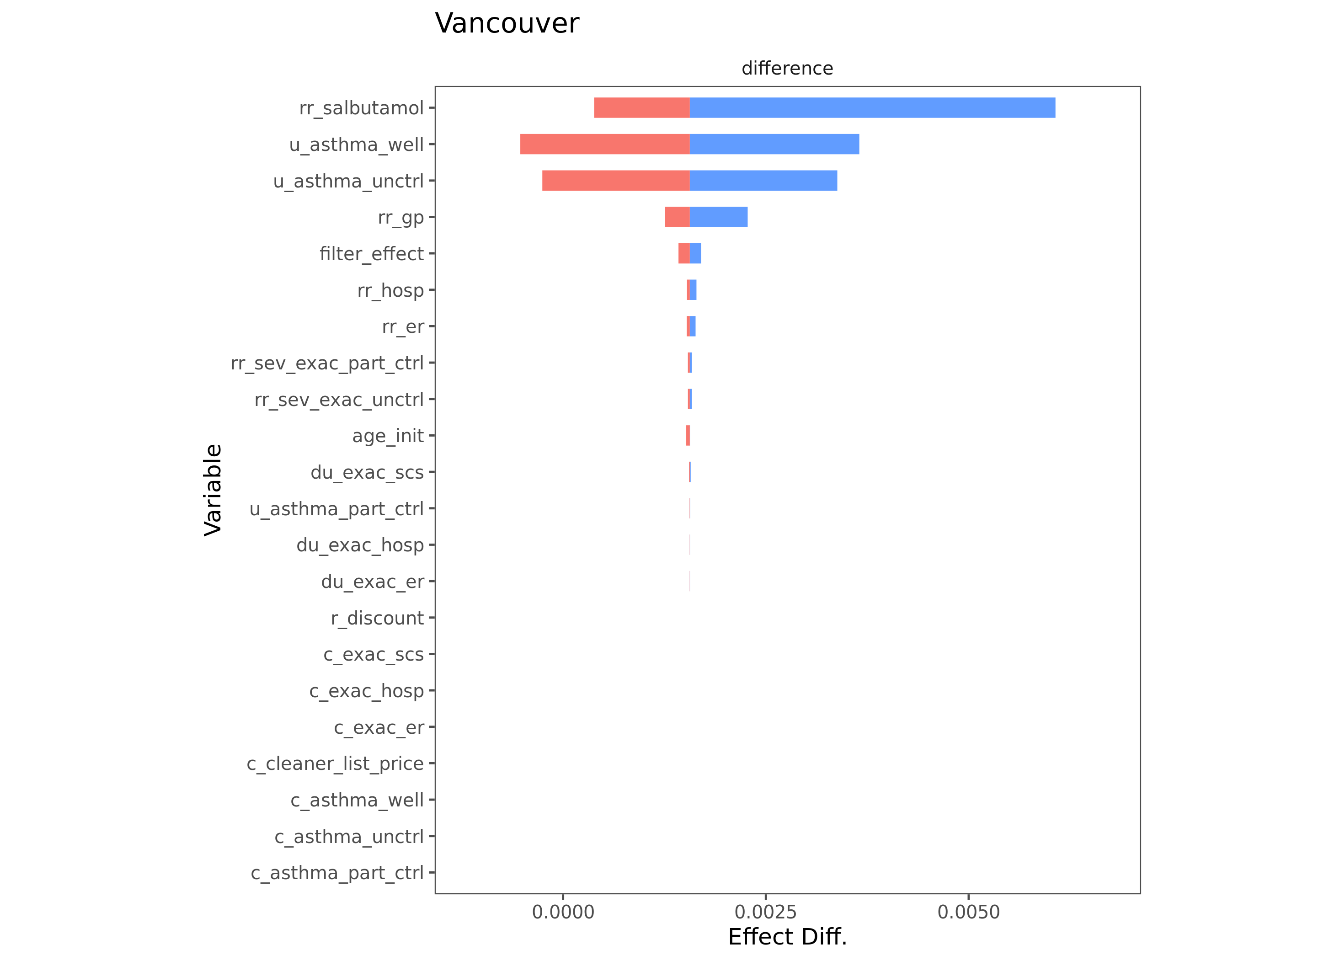 Vancouver
difference
rr_salbutamol
u_asthma_well
u_asthma_unctrl
rr_gp
filter_effect
rr_hosp
rr_er
rr_sev_exac_part_ctrl
rr_sev_exac_unctrl
age_init
du_exac_scs
u_asthma_part_ctrl
du_exac_hosp
du_exac_er
r_discount
c_exac_scs
c_exac_hosp
c_exac_er
c_cleaner_list_price
c_asthma_well
c_asthma_unctrl
c_asthma_part_ctrl
Variable
0.0000 0.0025 0.0050
Effect Diff.